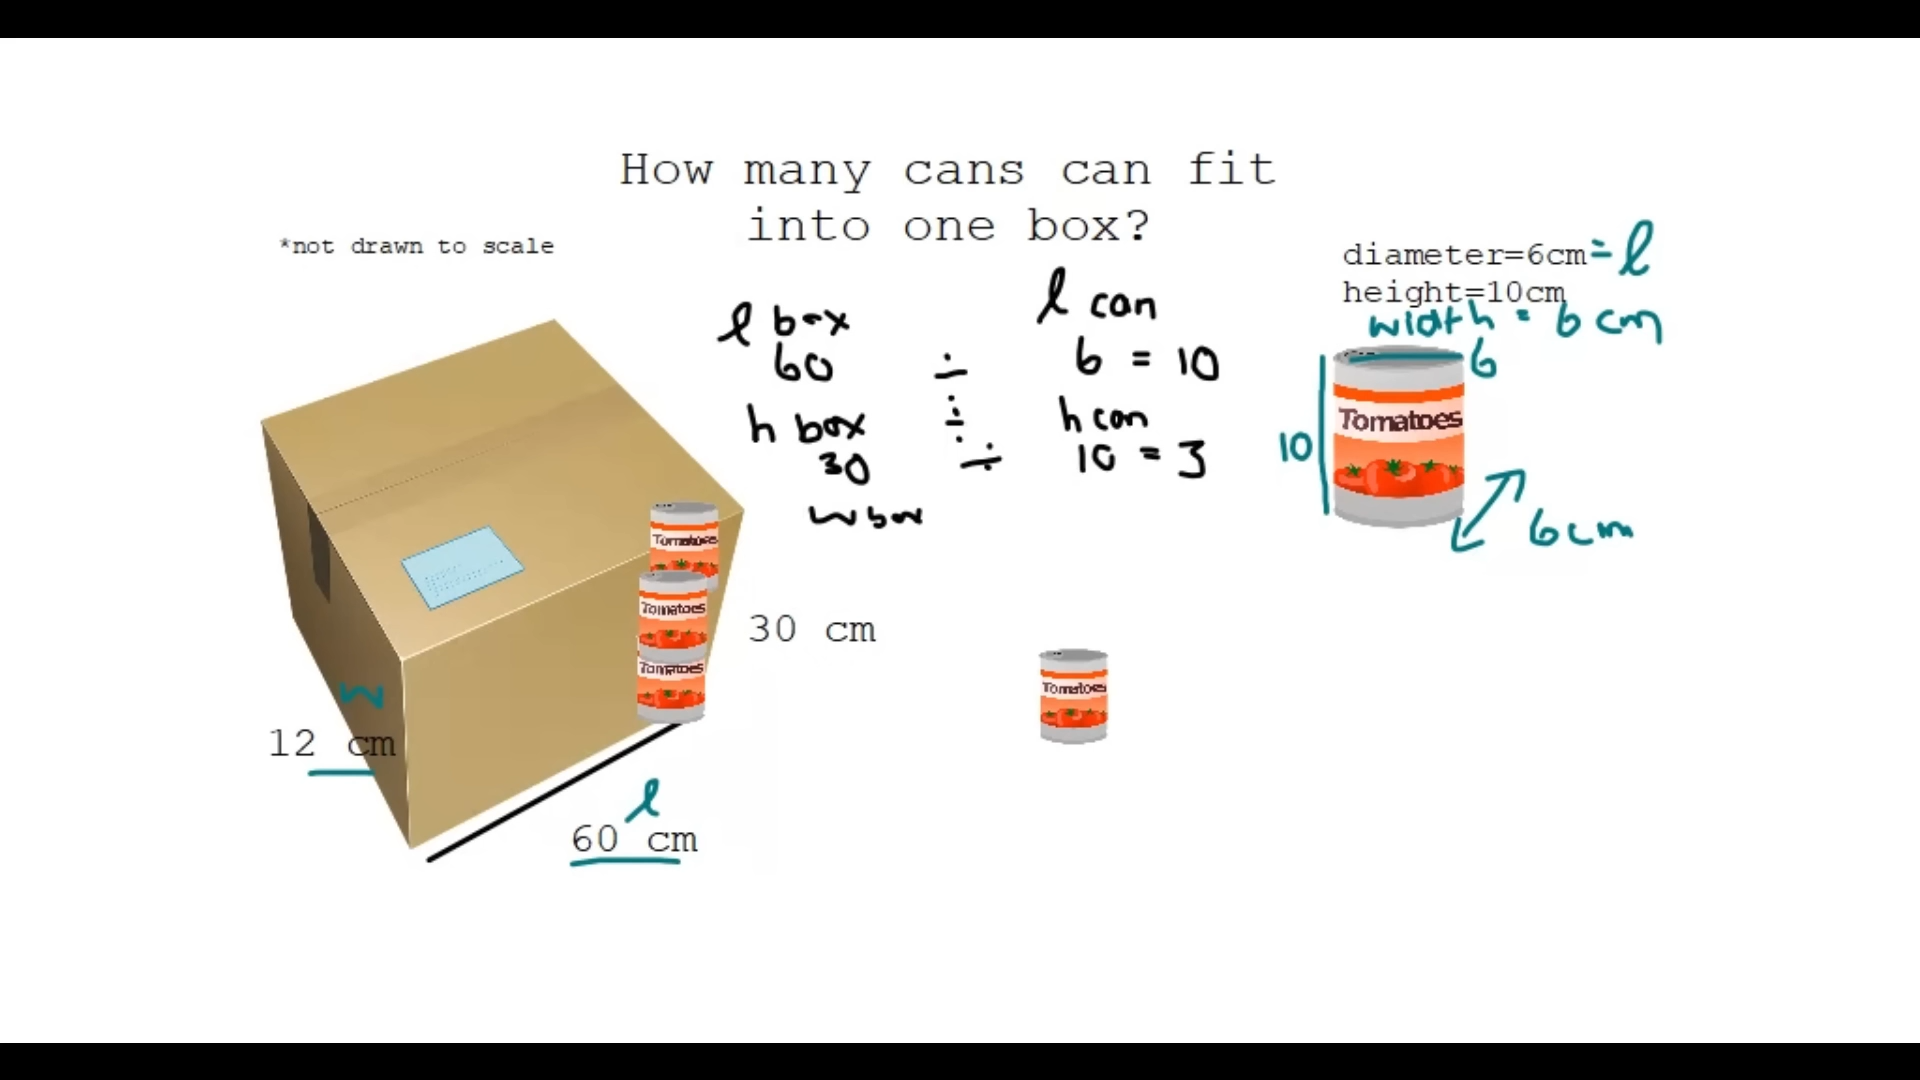 How many cans can fit
into one box?
*not drawn to scale
diameter=6cm = l
height=10cm
width = 6 cm
l box
l can
60 ÷ 6 = 10
6
h box ÷ h can
30 ÷ 10 = 3
w box
10
Tomatoes
6cm
Tomatoes
Tomatoes
Tomatoes
30 cm
Tomatoes
w
12 cm
l
60 cm